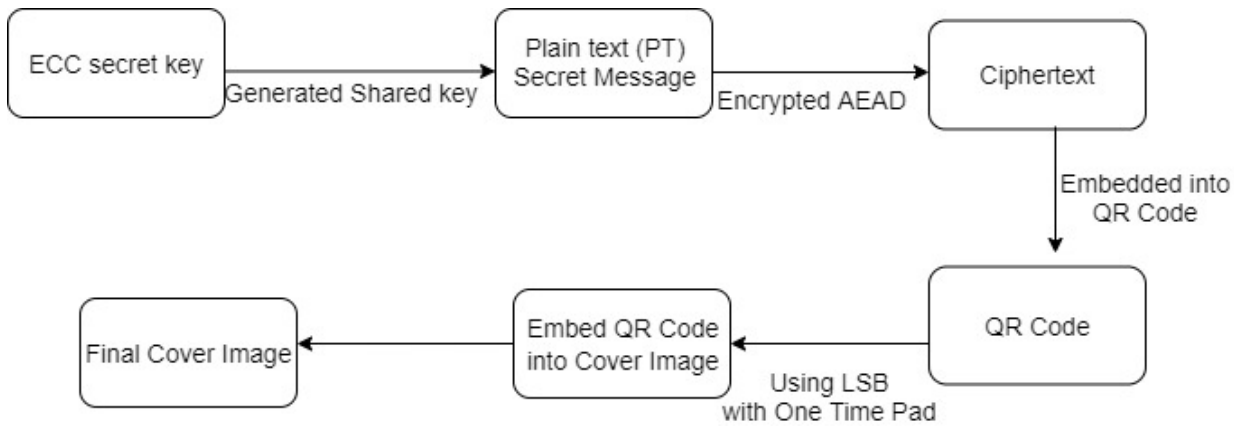 ECC secret key
Generated Shared key
Plain text (PT)
Secret Message
Encrypted AEAD
Ciphertext
Embedded into
QR Code
QR Code
Using LSB
with One Time Pad
Embed QR Code
into Cover Image
Final Cover Image